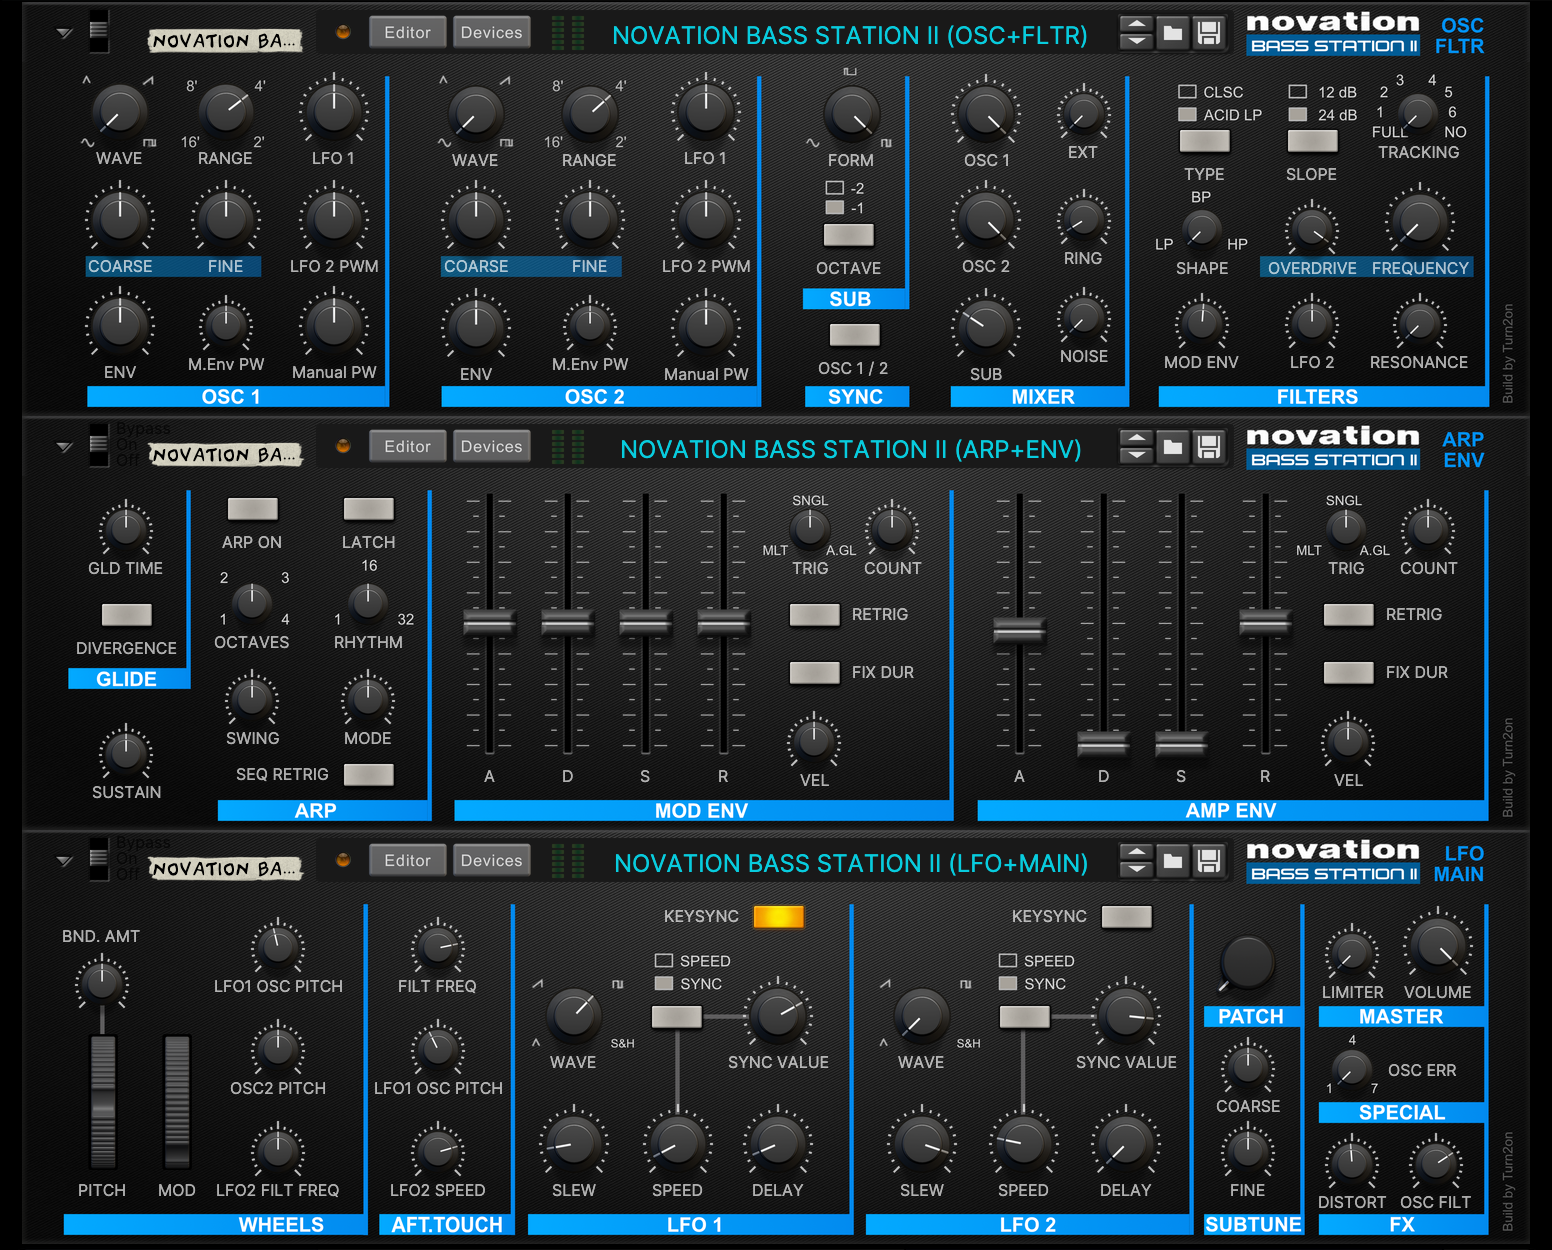 NOVATION BA...
Editor
Devices
NOVATION BASS STATION II (OSC+FLTR)
novation
BASS STATION II
OSC
FLTR
8'
4'
16'
2'
WAVE
RANGE
LFO 1
COARSE
FINE
LFO 2 PWM
ENV
M.Env PW
Manual PW
OSC 1
8'
4'
16'
2'
WAVE
RANGE
LFO 1
COARSE
FINE
LFO 2 PWM
ENV
M.Env PW
Manual PW
OSC 2
FORM
-2
-1
OCTAVE
SUB
OSC 1 / 2
SYNC
OSC 1
EXT
OSC 2
RING
SUB
NOISE
MIXER
CLSC
ACID LP
TYPE
12 dB
24 dB
SLOPE
3
4
2
5
1
6
FULL
NO
TRACKING
BP
LP
HP
SHAPE
OVERDRIVE
FREQUENCY
MOD ENV
LFO 2
RESONANCE
FILTERS
Build by Turn2on
Bypass
On
Off
NOVATION BA...
Editor
Devices
NOVATION BASS STATION II (ARP+ENV)
novation
BASS STATION II
ARP
ENV
GLD TIME
DIVERGENCE
GLIDE
SUSTAIN
ARP ON
LATCH
2
3
1
4
OCTAVES
16
1
32
RHYTHM
SWING
MODE
SEQ RETRIG
ARP
A
D
S
R
SNGL
MLT
A.GL
TRIG
COUNT
RETRIG
FIX DUR
VEL
MOD ENV
A
D
S
R
SNGL
MLT
A.GL
TRIG
COUNT
RETRIG
FIX DUR
VEL
AMP ENV
Build by Turn2on
Bypass
On
Off
NOVATION BA...
Editor
Devices
NOVATION BASS STATION II (LFO+MAIN)
novation
BASS STATION II
LFO
MAIN
BND. AMT
LFO1 OSC PITCH
OSC2 PITCH
PITCH
MOD
LFO2 FILT FREQ
WHEELS
FILT FREQ
LFO1 OSC PITCH
LFO2 SPEED
AFT.TOUCH
KEYSYNC
SPEED
SYNC
S&H
WAVE
SYNC VALUE
SLEW
SPEED
DELAY
LFO 1
KEYSYNC
SPEED
SYNC
S&H
WAVE
SYNC VALUE
SLEW
SPEED
DELAY
LFO 2
PATCH
COARSE
FINE
SUBTUNE
LIMITER
VOLUME
MASTER
4
1
7
OSC ERR
SPECIAL
DISTORT
OSC FILT
FX
Build by Turn2on